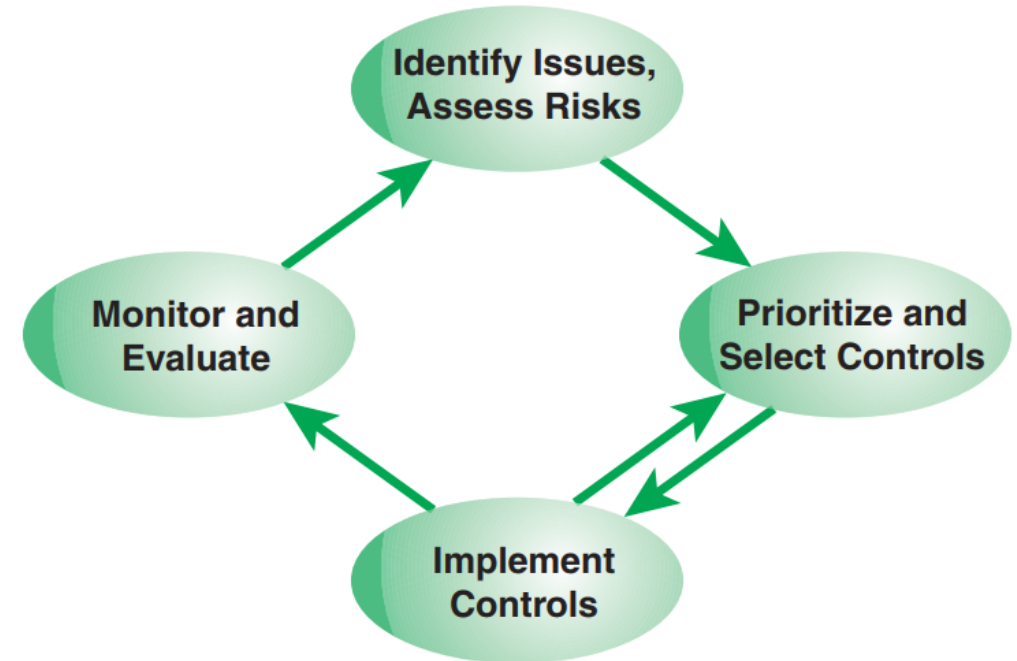 Identify Issues,
Assess Risks
Monitor and
Evaluate
Prioritize and
Select Controls
Implement
Controls